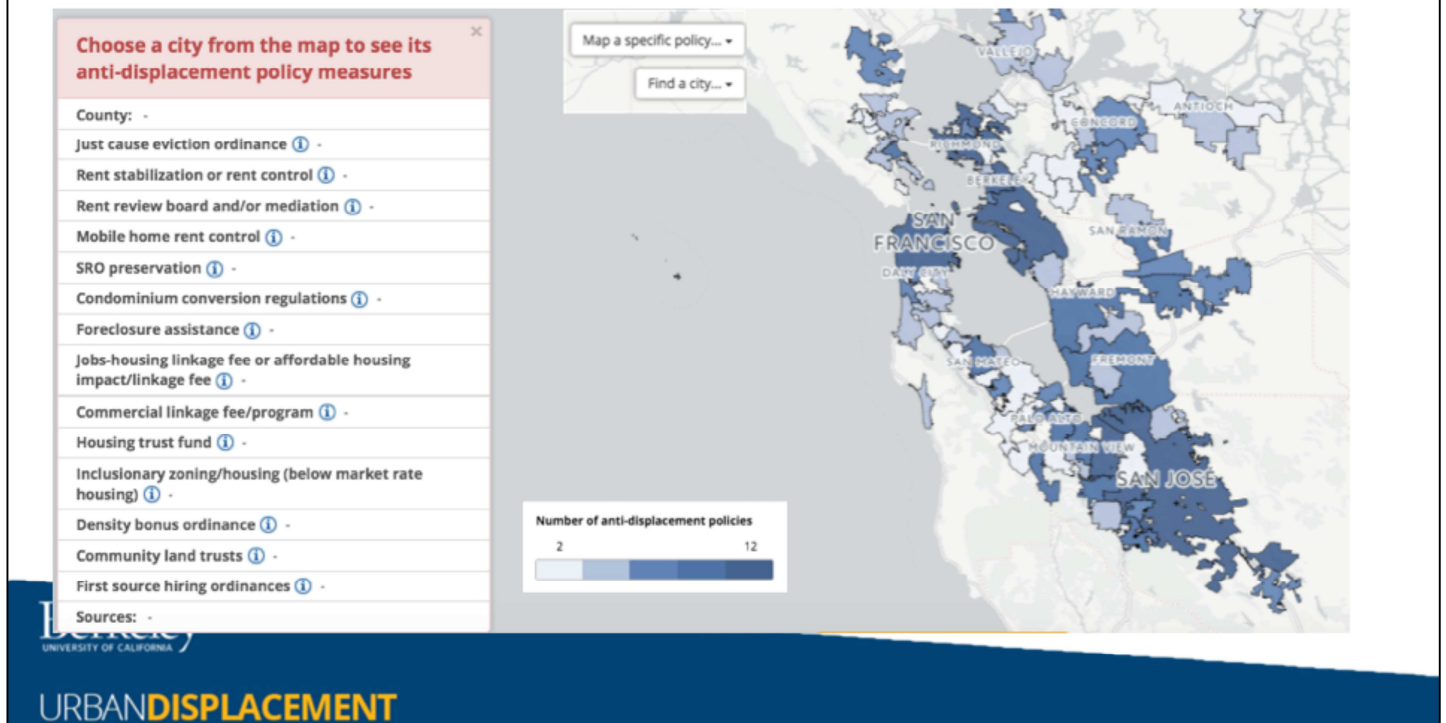 Choose a city from the map to see its
anti-displacement policy measures
×
County: -
Just cause eviction ordinance ⓘ -
Rent stabilization or rent control ⓘ -
Rent review board and/or mediation ⓘ -
Mobile home rent control ⓘ -
SRO preservation ⓘ -
Condominium conversion regulations ⓘ -
Foreclosure assistance ⓘ -
Jobs-housing linkage fee or affordable housing
impact/linkage fee ⓘ -
Commercial linkage fee/program ⓘ -
Housing trust fund ⓘ -
Inclusionary zoning/housing (below market rate
housing) ⓘ -
Density bonus ordinance ⓘ -
Community land trusts ⓘ -
First source hiring ordinances ⓘ -
Sources: -
Map a specific policy...
Find a city...
VALLEJO
ANTIOCH
CONCORD
RICHMOND
BERKELEY
SAN
FRANCISCO
SAN RAMON
DALY CITY
HAYWARD
SAN MATEO
FREMONT
PALO ALTO
MOUNTAIN VIEW
SAN JOSÉ
Number of anti-displacement policies
2 12
Berkeley
UNIVERSITY OF CALIFORNIA
URBANDISPLACEMENT